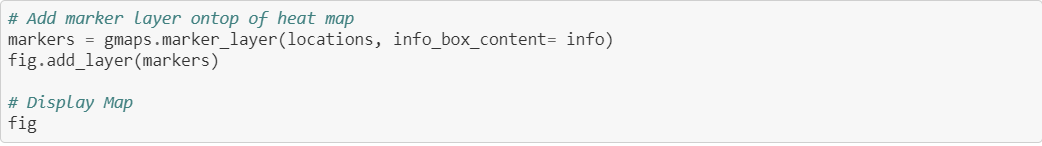 # Add marker layer ontop of heat map
markers = gmaps.marker_layer(locations, info_box_content= info)
fig.add_layer(markers)
# Display Map
fig